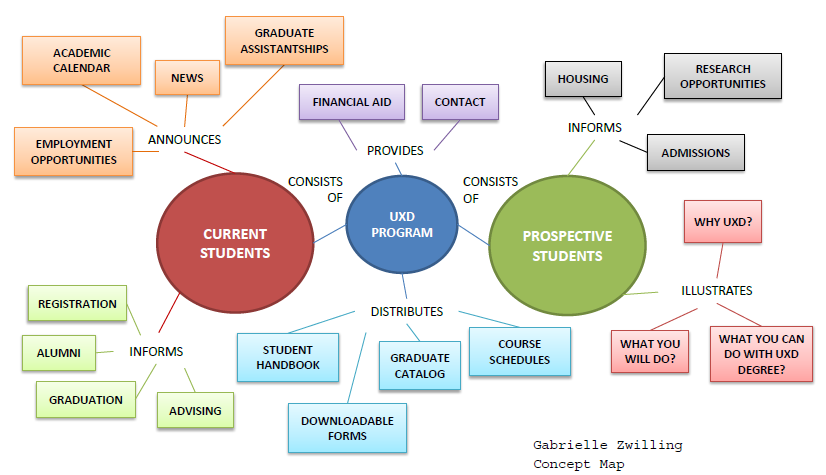 GRADUATE
ASSISTANTSHIPS
ACADEMIC
CALENDAR
NEWS
EMPLOYMENT
OPPORTUNITIES
ANNOUNCES
FINANCIAL AID
CONTACT
PROVIDES
HOUSING
RESEARCH
OPPORTUNITIES
INFORMS
ADMISSIONS
CONSISTS
OF
CONSISTS
OF
CURRENT
STUDENTS
UXD
PROGRAM
PROSPECTIVE
STUDENTS
WHY UXD?
ILLUSTRATES
WHAT YOU
WILL DO?
WHAT YOU CAN
DO WITH UXD
DEGREE?
REGISTRATION
ALUMNI
INFORMS
GRADUATION
ADVISING
DISTRIBUTES
STUDENT
HANDBOOK
GRADUATE
CATALOG
COURSE
SCHEDULES
DOWNLOADABLE
FORMS
Gabrielle Zwilling
Concept Map